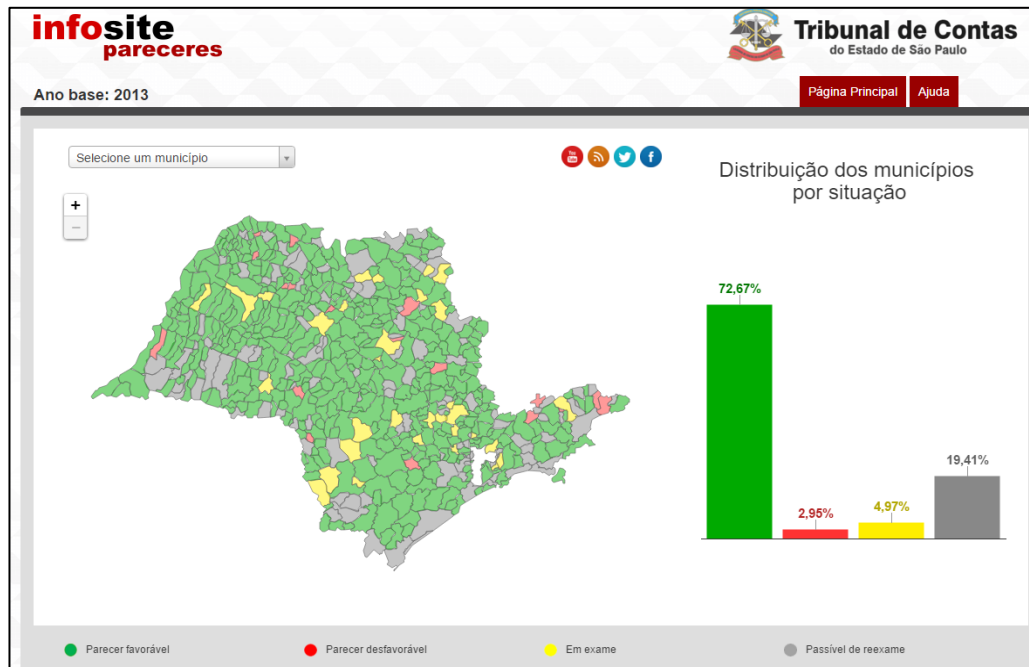 infosite
pareceres
Tribunal de Contas
do Estado de São Paulo
Ano base: 2013
Página Principal
Ajuda
Selecione um município
You
Tube
+
−
Distribuição dos municípios
por situação
72,67%
2,95%
4,97%
19,41%
Parecer favorável
Parecer desfavorável
Em exame
Passível de reexame